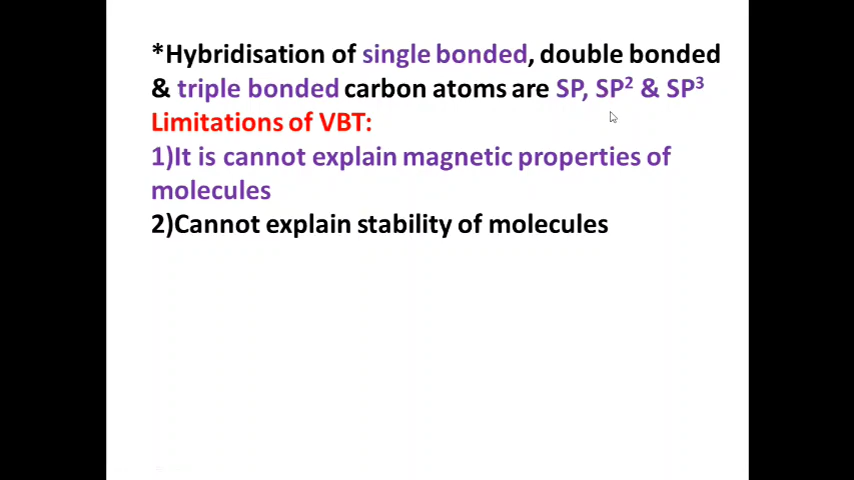 *Hybridisation of single bonded, double bonded
& triple bonded carbon atoms are SP, SP² & SP³
Limitations of VBT:
1)It is cannot explain magnetic properties of
molecules
2)Cannot explain stability of molecules